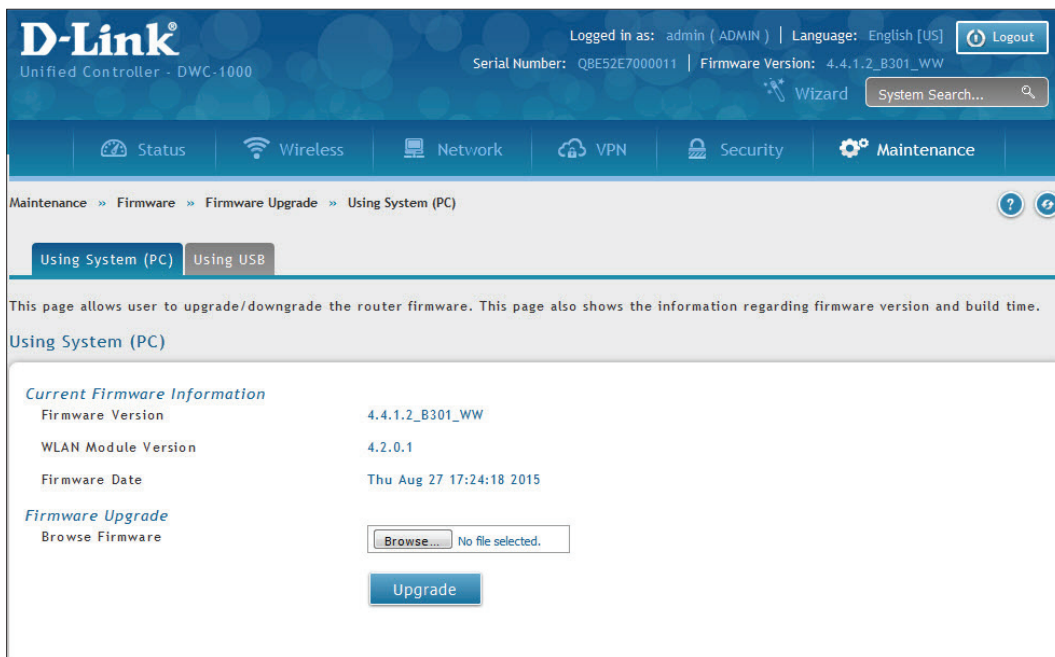 D-Link®
Unified Controller - DWC-1000
Logged in as: admin ( ADMIN ) | Language: English [US]
Logout
Serial Number: QBE52E7000011 | Firmware Version: 4.4.1.2_B301_WW
Wizard
System Search...
Status
Wireless
Network
VPN
Security
Maintenance
Maintenance » Firmware » Firmware Upgrade » Using System (PC)
?
Using System (PC)
Using USB
This page allows user to upgrade/downgrade the router firmware. This page also shows the information regarding firmware version and build time.
Using System (PC)
Current Firmware Information
Firmware Version 4.4.1.2_B301_WW
WLAN Module Version 4.2.0.1
Firmware Date Thu Aug 27 17:24:18 2015
Firmware Upgrade
Browse Firmware Browse... No file selected.
Upgrade